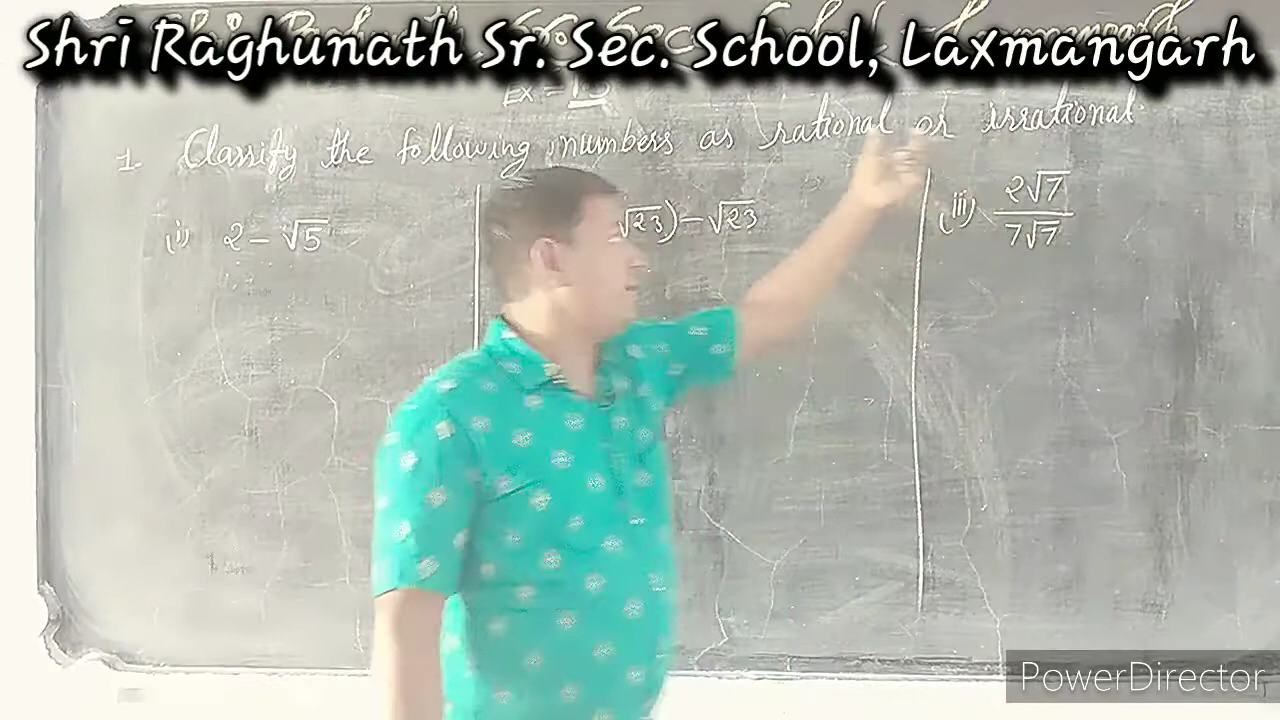 Shri Raghunath Sr. Sec. School, Laxmangarh
Ex = 1.5
1. Classify the following numbers as rational or irrational.
(i) 2 - √5
√23) - √23
(iii) 2√7 / 7√7
PowerDirector